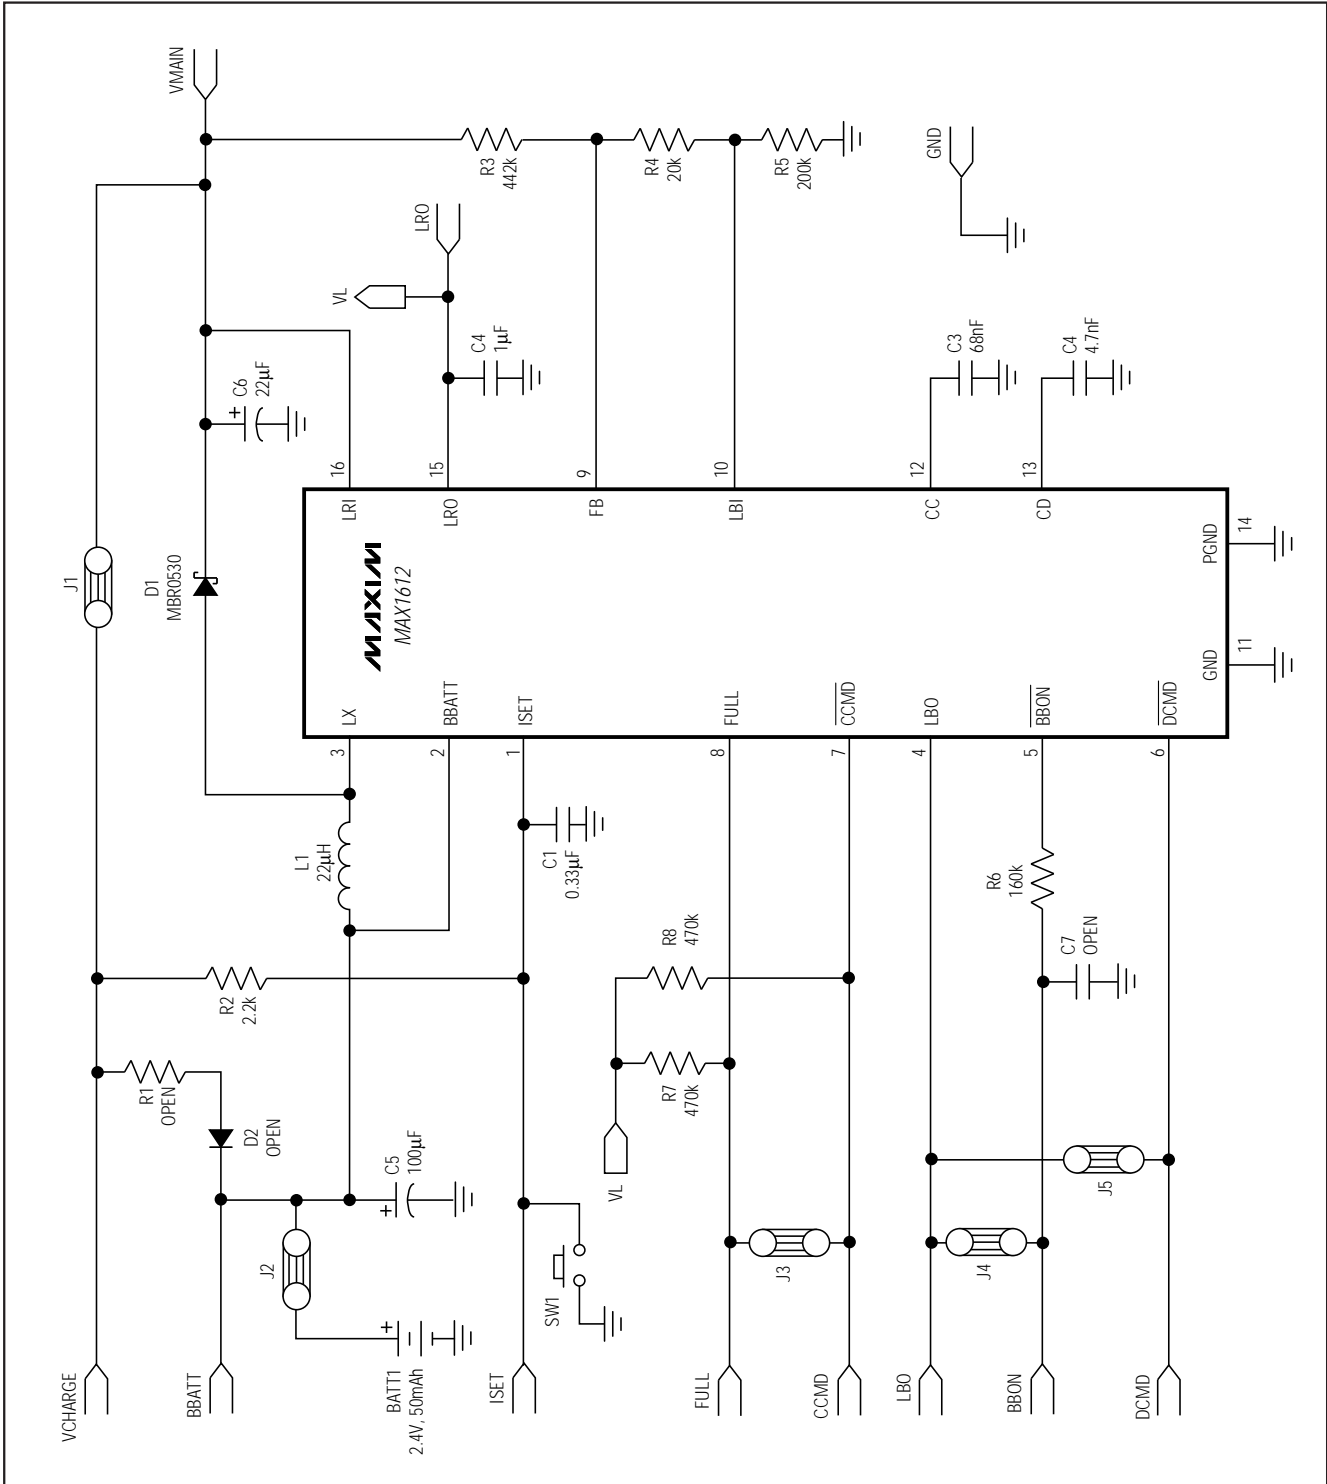 VCHARGE
J1
VMAIN
R1
OPEN
R2
2.2k
D1
MBR0530
BBATT
D2
OPEN
C6
22μF
R3
442k
R4
20k
R5
200k
J2
C5
100μF
BATT1
2.4V, 50mAh
L1
22μH
VL
LRO
C4
1μF
GND
3
LX
LRI
16
2
BBATT
LRO
15
MAXIM
MAX1612
ISET
1
ISET
FB
9
SW1
C1
0.33μF
VL
R7
470k
R8
470k
FULL
8
FULL
LBI
10
J3
CCMD
7
CCMD
LBO
4
LBO
CC
12
C3
68nF
J4
BBON
5
BBON
CD
13
C4
4.7nF
R6
160k
C7
OPEN
J5
DCMD
6
DCMD
GND
11
PGND
14